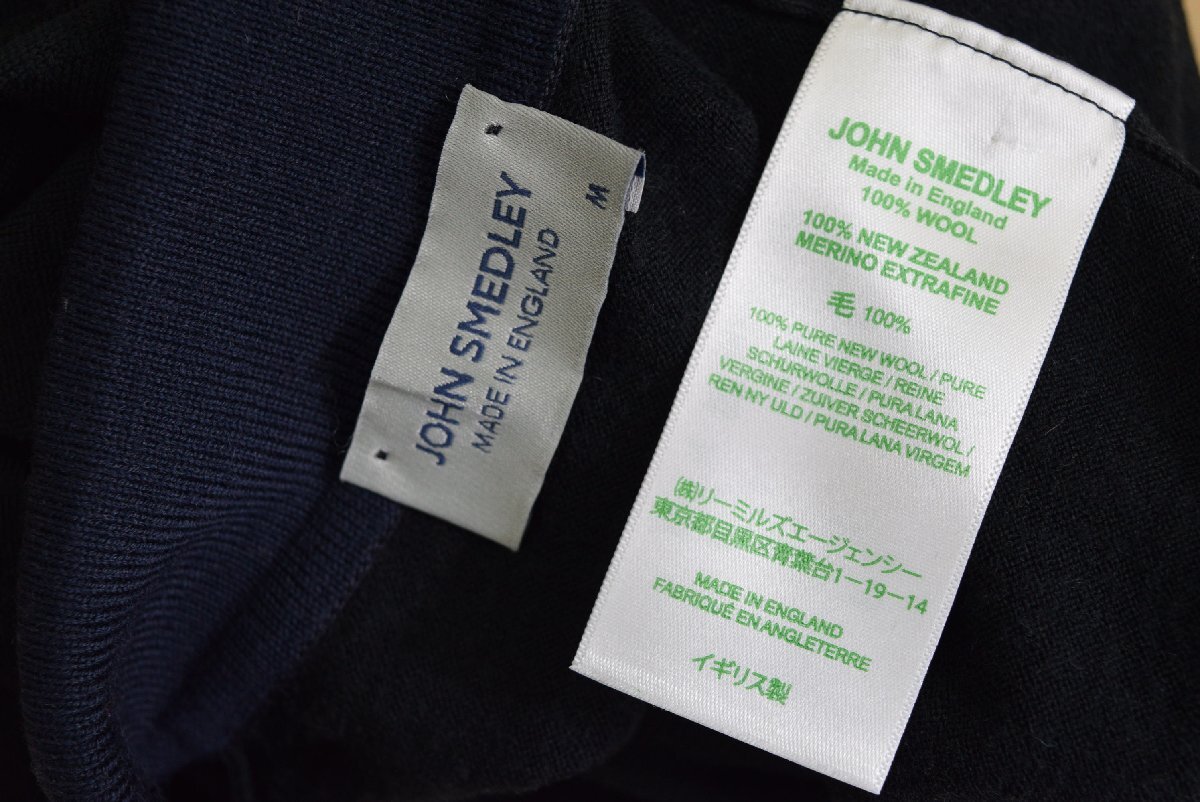 JOHN SMEDLEY
MADE IN ENGLAND
M
JOHN SMEDLEY
Made in England
100% WOOL
100% NEW ZEALAND
MERINO EXTRAFINE
毛 100%
100% PURE NEW WOOL / PURE
LAINE VIERGE / REINE
SCHURWOLLE / PURA LANA
VERGINE / ZUIVER SCHEERWOL /
REN NY ULD / PURA LANA VIRGEM
㈱リーミルズエージェンシー
東京都目黒区青葉台1−19−14
MADE IN ENGLAND
FABRIQUÉ EN ANGLETERRE
イギリス製